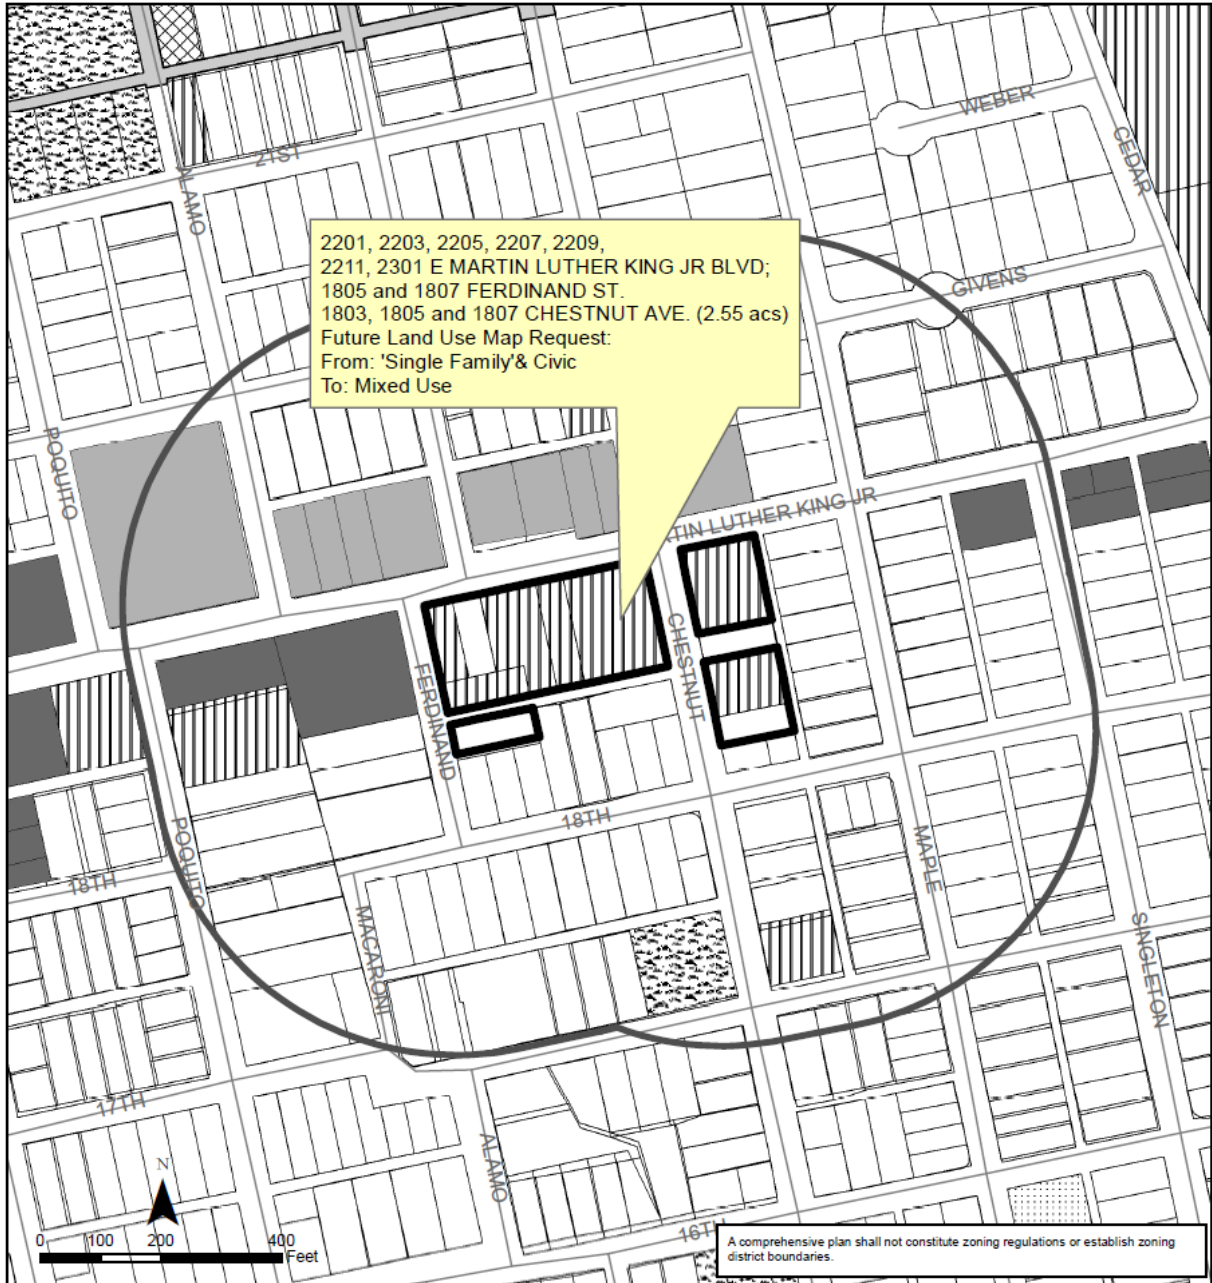 WEBER
CEDAR
21ST
ALAMO
2201, 2203, 2205, 2207, 2209,
2211, 2301 E MARTIN LUTHER KING JR BLVD;
1805 and 1807 FERDINAND ST.
1803, 1805 and 1807 CHESTNUT AVE. (2.55 acs)
Future Land Use Map Request:
From: 'Single Family'& Civic
To: Mixed Use
GIVENS
POQUITO
TIN LUTHER KING JR
CHESTNUT
FERDINAND
18TH
POQUITO
18TH
MAPLE
MACARONI
SINGLETON
17TH
ALAMO
16TH
N
0 100 200 400
Feet
A comprehensive plan shall not constitute zoning regulations or establish zoning
district boundaries.